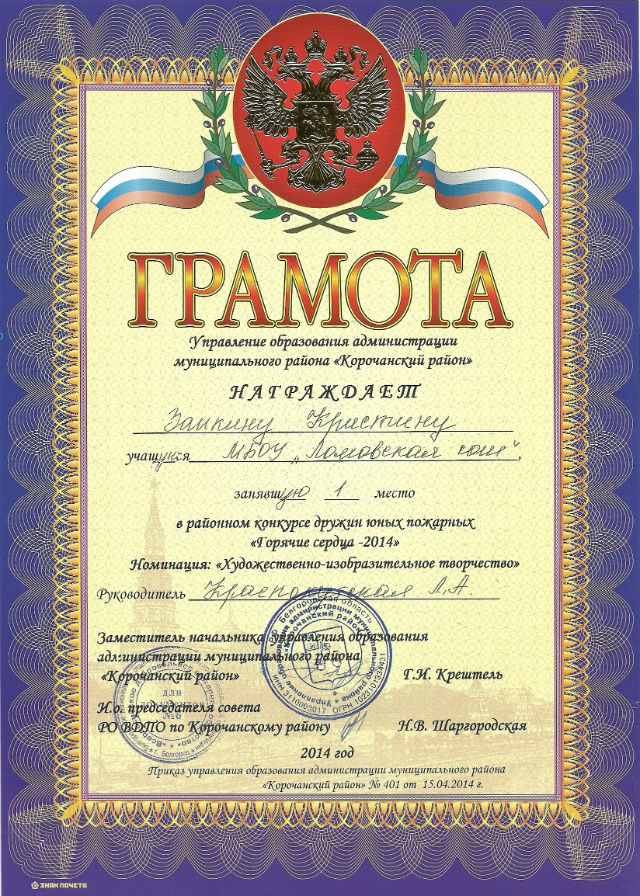 ГРАМОТА
Управление образования администрации
муниципального района «Корочанский район»
НАГРАЖДАЕТ
Заикину Кристину
учащуюся МБОУ „Ломовская сош",
занявшую 1 место
в районном конкурсе дружин юных пожарных
«Горячие сердца -2014»
Номинация: «Художественно-изобразительное творчество»
Руководитель Л.А.
Заместитель начальника управления образования
администрации муниципального района
«Корочанский район» Г.И. Крештель
И.о. председателя совета
РО ВДПО по Корочанскому району Н.В. Шаргородская
2014 год
Приказ управления образования администрации муниципального района
«Корочанский район» № 401 от 15.04.2014 г.
ЗНАК ПОЧЕТА